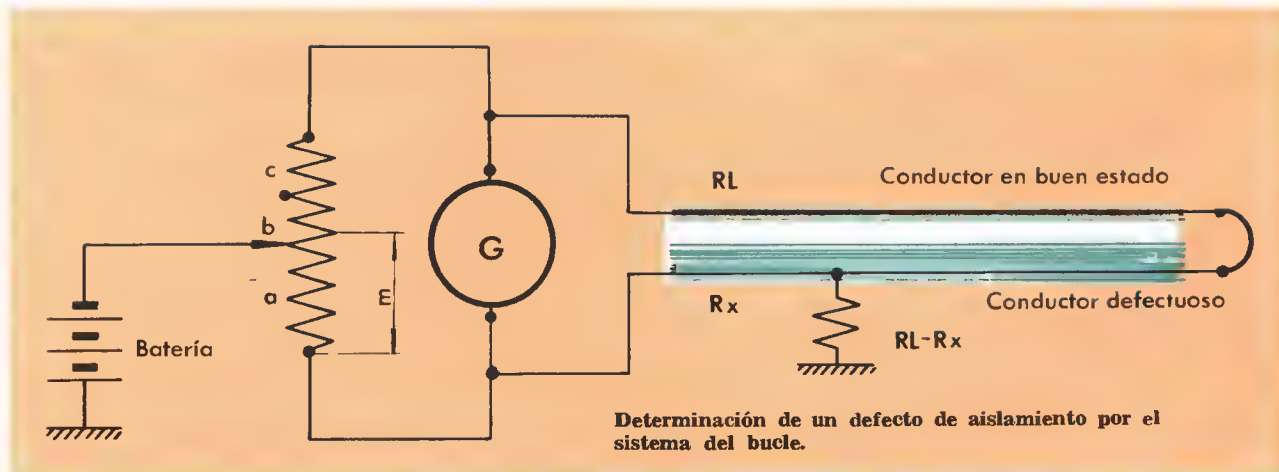 c
b
a
m
G
Batería
RL
Conductor en buen estado
Rx
Conductor defectuoso
RL-Rx
Determinación de un defecto de aislamiento por el
sistema del bucle.